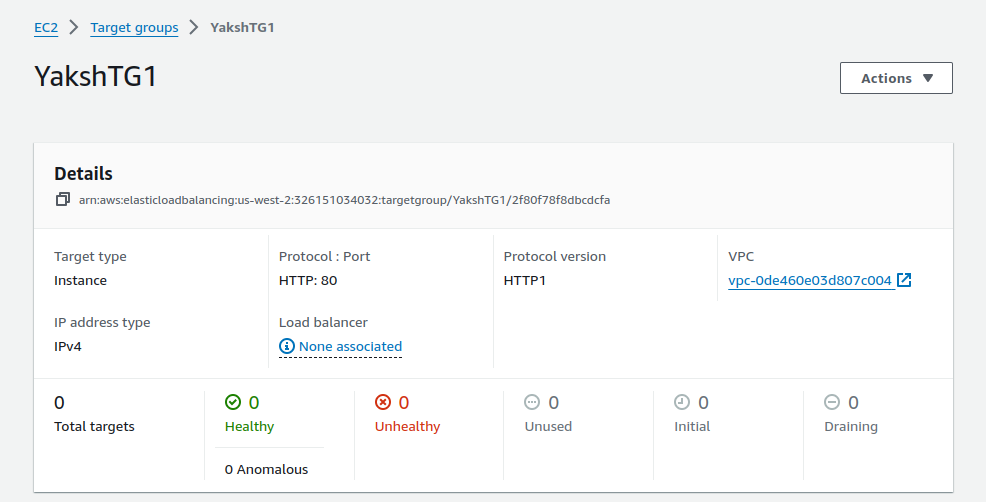 EC2 > Target groups > YakshTG1
YakshTG1
Actions
Details
arn:aws:elasticloadbalancing:us-west-2:326151034032:targetgroup/YakshTG1/2f80f78f8dbcdcfa
Target type
Instance
Protocol : Port
HTTP: 80
Protocol version
HTTP1
VPC
vpc-0de460e03d807c004
IP address type
IPv4
Load balancer
None associated
0
Total targets
0
Healthy
0 Anomalous
0
Unhealthy
0
Unused
0
Initial
0
Draining